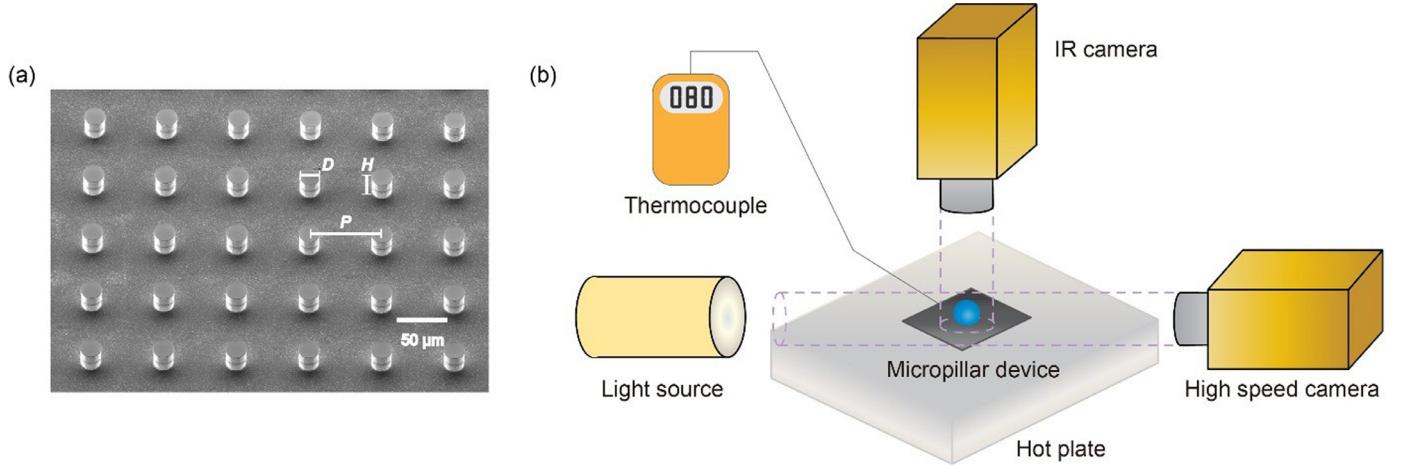 (a)
D
H
P
50 µm
(b)
IR camera
080
Thermocouple
Light source
Micropillar device
High speed camera
Hot plate